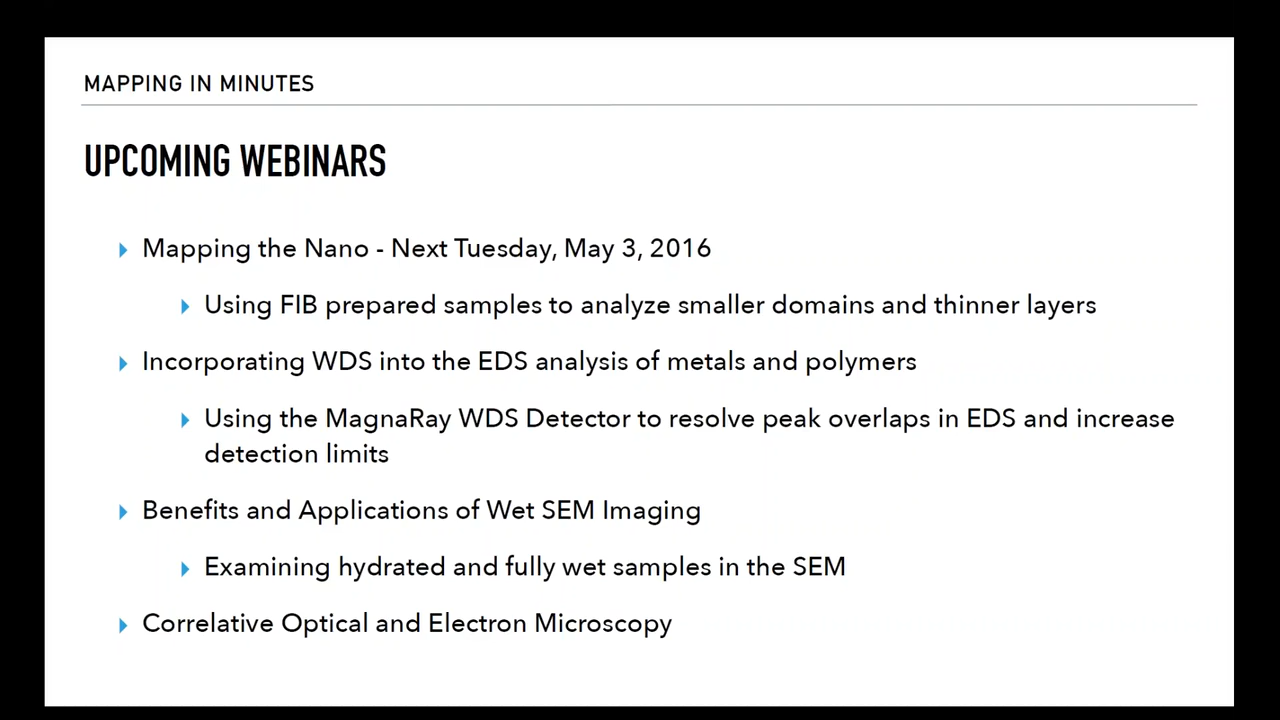 MAPPING IN MINUTES
UPCOMING WEBINARS
Mapping the Nano - Next Tuesday, May 3, 2016
Using FIB prepared samples to analyze smaller domains and thinner layers
Incorporating WDS into the EDS analysis of metals and polymers
Using the MagnaRay WDS Detector to resolve peak overlaps in EDS and increase
detection limits
Benefits and Applications of Wet SEM Imaging
Examining hydrated and fully wet samples in the SEM
Correlative Optical and Electron Microscopy